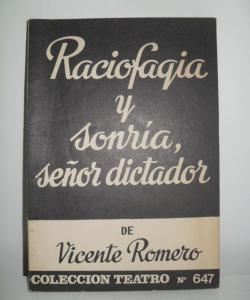 Raciofagia
y
sonría,
señor dictador
DE
Vicente Romero
COLECCION TEATRO Nº 647